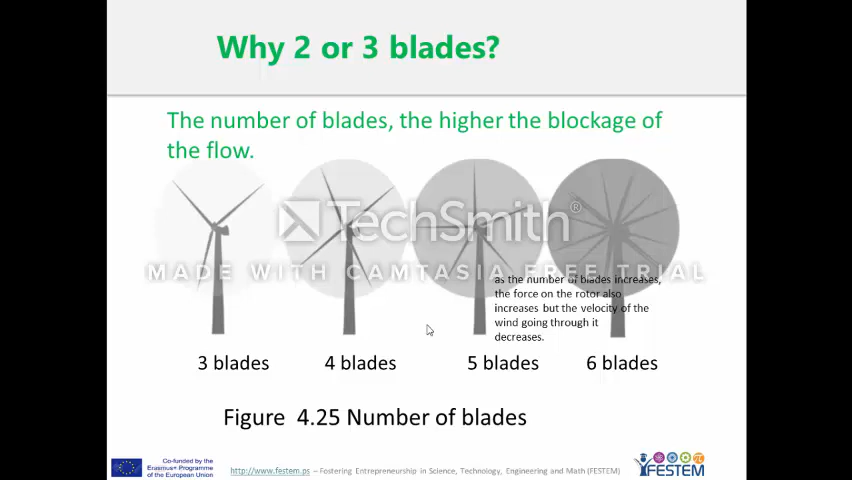 Why 2 or 3 blades?
The number of blades, the higher the blockage of
the flow.
TechSmith®
MADE WITH CAMTASIA FREE TRIAL
as the number of blades increases,
the force on the rotor also
increases but the velocity of the
wind going through it
decreases.
3 blades
4 blades
5 blades
6 blades
Figure 4.25 Number of blades
Co-funded by the
Erasmus+ Programme
of the European Union
http://www.festem.ps – Fostering Entrepreneurship in Science, Technology, Engineering and Math (FESTEM)
FESTEM